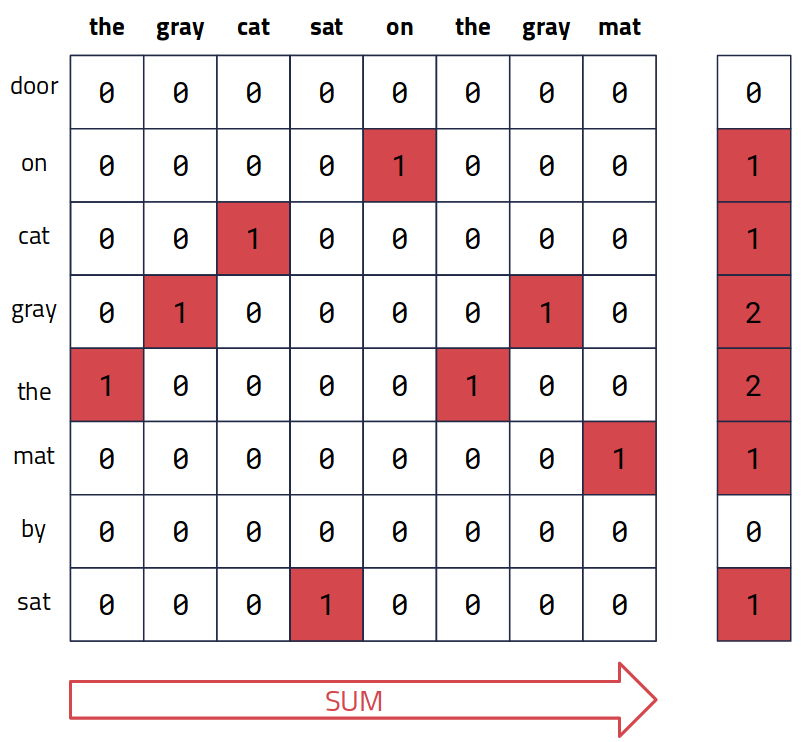 the gray cat sat on the gray mat
door 0 0 0 0 0 0 0 0 0
on 0 0 0 0 1 0 0 0 1
cat 0 0 1 0 0 0 0 0 1
gray 0 1 0 0 0 0 1 0 2
the 1 0 0 0 0 1 0 0 2
mat 0 0 0 0 0 0 0 1 1
by 0 0 0 0 0 0 0 0 0
sat 0 0 0 1 0 0 0 0 1
SUM